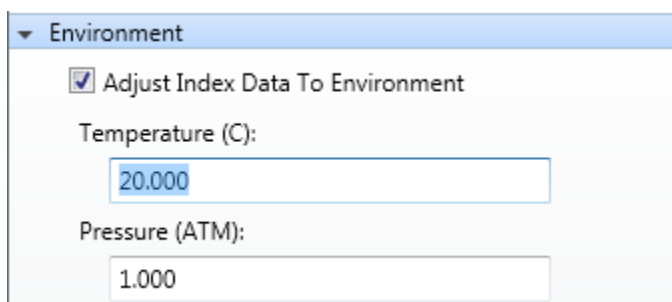 Environment
Adjust Index Data To Environment
Temperature (C):
20.000
Pressure (ATM):
1.000